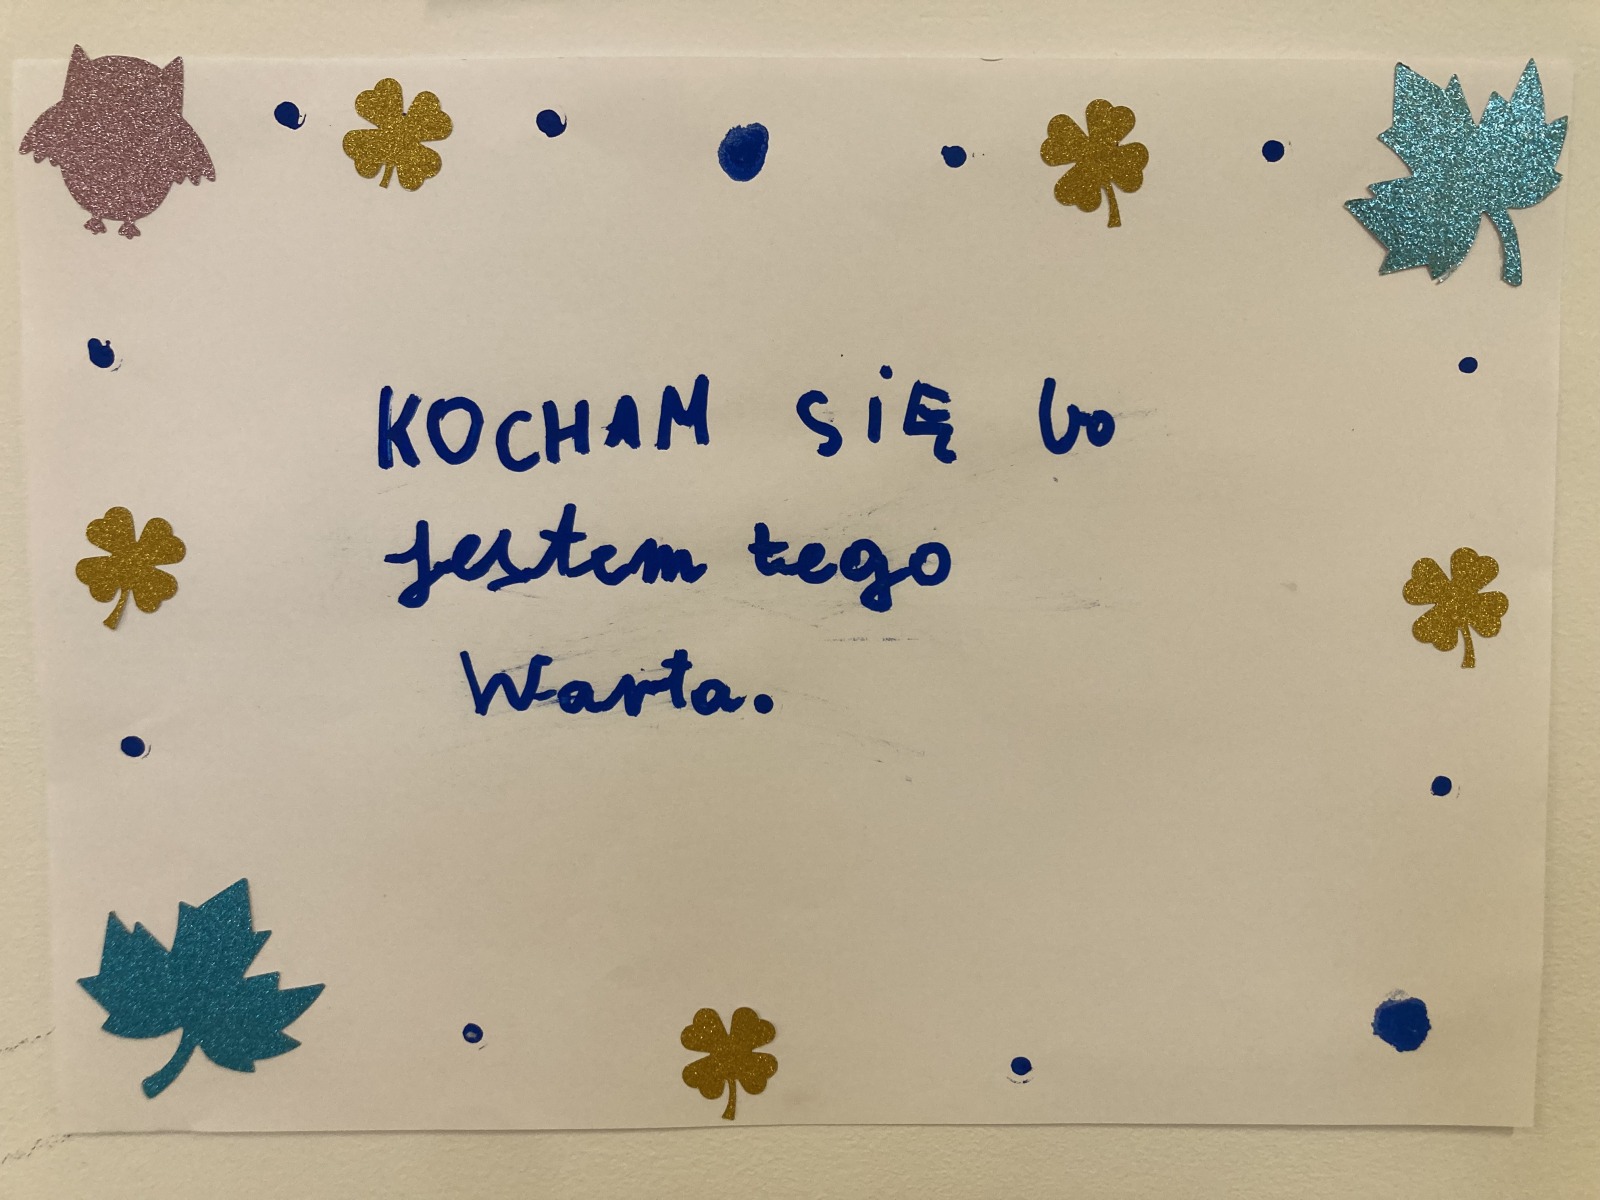 KOCHAM SiĘ bo
jestem tego
Warta.